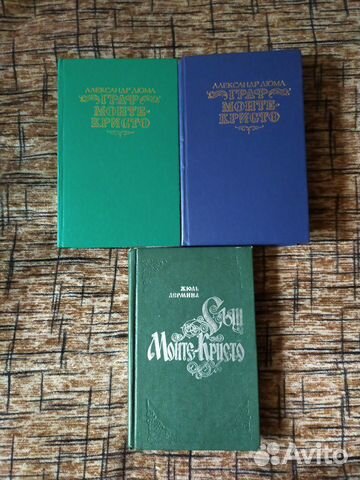 АЛЕКСАНДР ДЮМА
ГРАФ
МОНТЕ-
КРИСТО
АЛЕКСАНДР ДЮМА
ГРАФ
МОНТЕ-
КРИСТО
ЖЮЛЬ
ЛЕРМИНА
Сын
Монте-Кристо
Avito